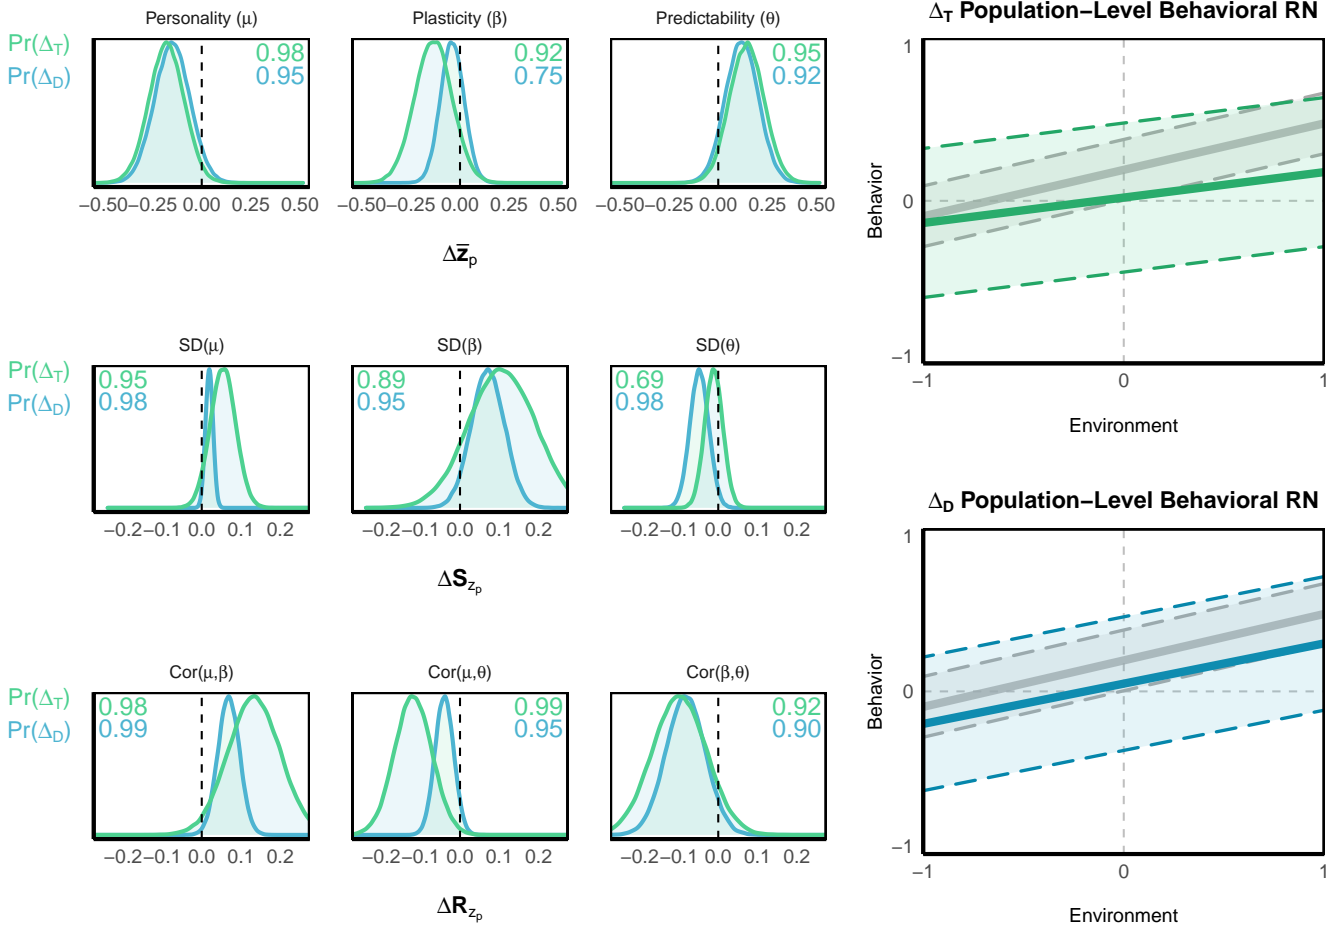 Personality (μ) Plasticity (β) Predictability (θ)
Pr(ΔT) 0.98 0.92 0.95
Pr(ΔD) 0.95 0.75 0.92
−0.50 −0.25 0.00 0.25 0.50 −0.50 −0.25 0.00 0.25 0.50 −0.50 −0.25 0.00 0.25 0.50
Δz̅p
SD(μ) SD(β) SD(θ)
Pr(ΔT) 0.95 0.89 0.69
Pr(ΔD) 0.98 0.95 0.98
−0.2 −0.1 0.0 0.1 0.2 −0.2 −0.1 0.0 0.1 0.2 −0.2 −0.1 0.0 0.1 0.2
ΔSzp
Cor(μ,β) Cor(μ,θ) Cor(β,θ)
Pr(ΔT) 0.98 0.99 0.92
Pr(ΔD) 0.99 0.95 0.90
−0.2 −0.1 0.0 0.1 0.2 −0.2 −0.1 0.0 0.1 0.2 −0.2 −0.1 0.0 0.1 0.2
ΔRzp
ΔT Population−Level Behavioral RN
1
0
−1
Behavior
−1 0 1
Environment
ΔD Population−Level Behavioral RN
1
0
−1
Behavior
−1 0 1
Environment